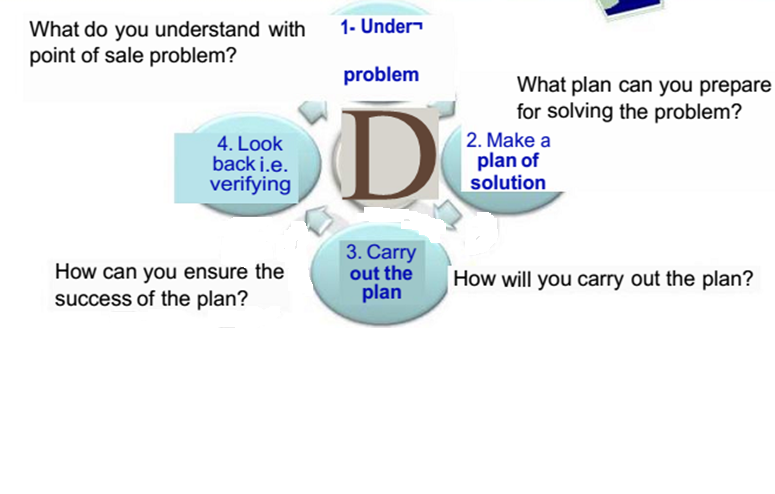 What do you understand with
point of sale problem?
1- Under¬
problem
What plan can you prepare
for solving the problem?
4. Look
back i.e.
verifying
D
2. Make a
plan of
solution
3. Carry
out the
plan
How can you ensure the
success of the plan?
How will you carry out the plan?